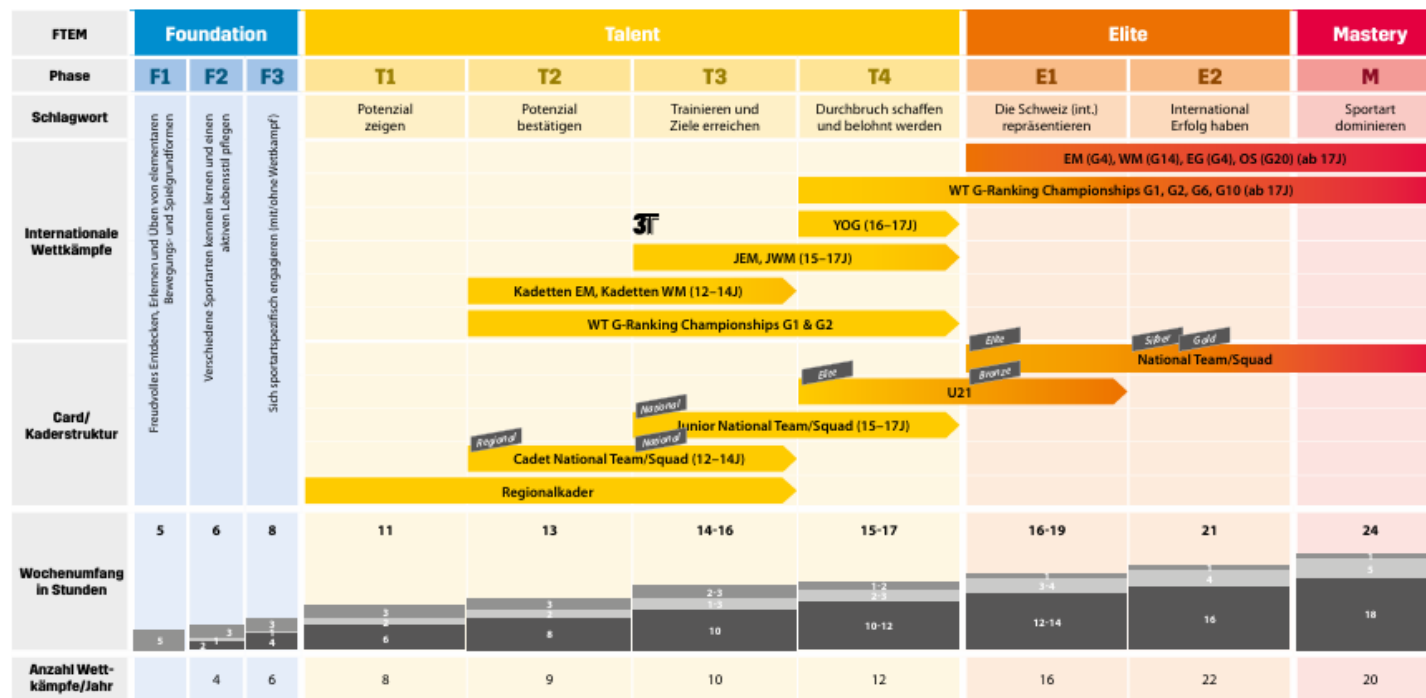 FTEM Foundation Talent Elite Mastery
Phase F1 F2 F3 T1 T2 T3 T4 E1 E2 M
Schlagwort
Freudvolles Entdecken, Erlernen und Üben von elementaren
Bewegungs- und Spielgrundformen
Verschiedene Sportarten kennen lernen und einen
aktiven Lebensstil pflegen
Sich sportartspezifisch engagieren (mit/ohne Wettkampf)
Potenzial
zeigen
Potenzial
bestätigen
Trainieren und
Ziele erreichen
Durchbruch schaffen
und belohnt werden
Die Schweiz (int.)
repräsentieren
International
Erfolg haben
Sportart
dominieren
Internationale
Wettkämpfe
EM (G4), WM (G14), EG (G4), OS (G20) (ab 17J)
WT G-Ranking Championships G1, G2, G6, G10 (ab 17J)
3T
YOG (16–17J)
JEM, JWM (15–17J)
Kadetten EM, Kadetten WM (12–14J)
WT G-Ranking Championships G1 & G2
Card/
Kaderstruktur
Elite
Silber
Gold
National Team/Squad
Elite
Bronze
U21
National
Junior National Team/Squad (15–17J)
Regional
National
Cadet National Team/Squad (12–14J)
Regionalkader
Wochenumfang
in Stunden
5 6 8 11 13 14-16 15-17 16-19 21 24
5
3
1
2
3
1
4
3
2
6
3
2
8
2-3
1-3
10
1-2
2-3
10-12
1
3-4
12-14
1
4
16
1
5
18
Anzahl Wett-
kämpfe/Jahr
4 6 8 9 10 12 16 22 20